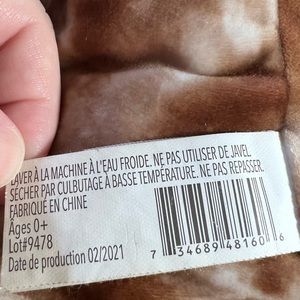 LAVER À LA MACHINE À L'EAU FROIDE. NE PAS UTILISER DE JAVEL.
SÉCHER PAR CULBUTAGE À BASSE TEMPÉRATURE. NE PAS REPASSER.
FABRIQUÉ EN CHINE
Âges 0+
Lot#9478
Date de production 02/2021
7 34689 48160 6